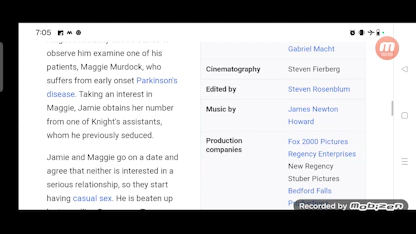 7:05
observe him examine one of his
patients, Maggie Murdock, who
suffers from early onset Parkinson's
disease. Taking an interest in
Maggie, Jamie obtains her number
from one of Knight's assistants,
whom he previously seduced.
Jamie and Maggie go on a date and
agree that neither is interested in a
serious relationship, so they start
having casual sex. He is beaten up
Gabriel Macht
Cinematography Steven Fierberg
Edited by Steven Rosenblum
Music by James Newton
Howard
Production Fox 2000 Pictures
companies Regency Enterprises
New Regency
Stuber Pictures
Bedford Falls
Recorded by MOBIZEN